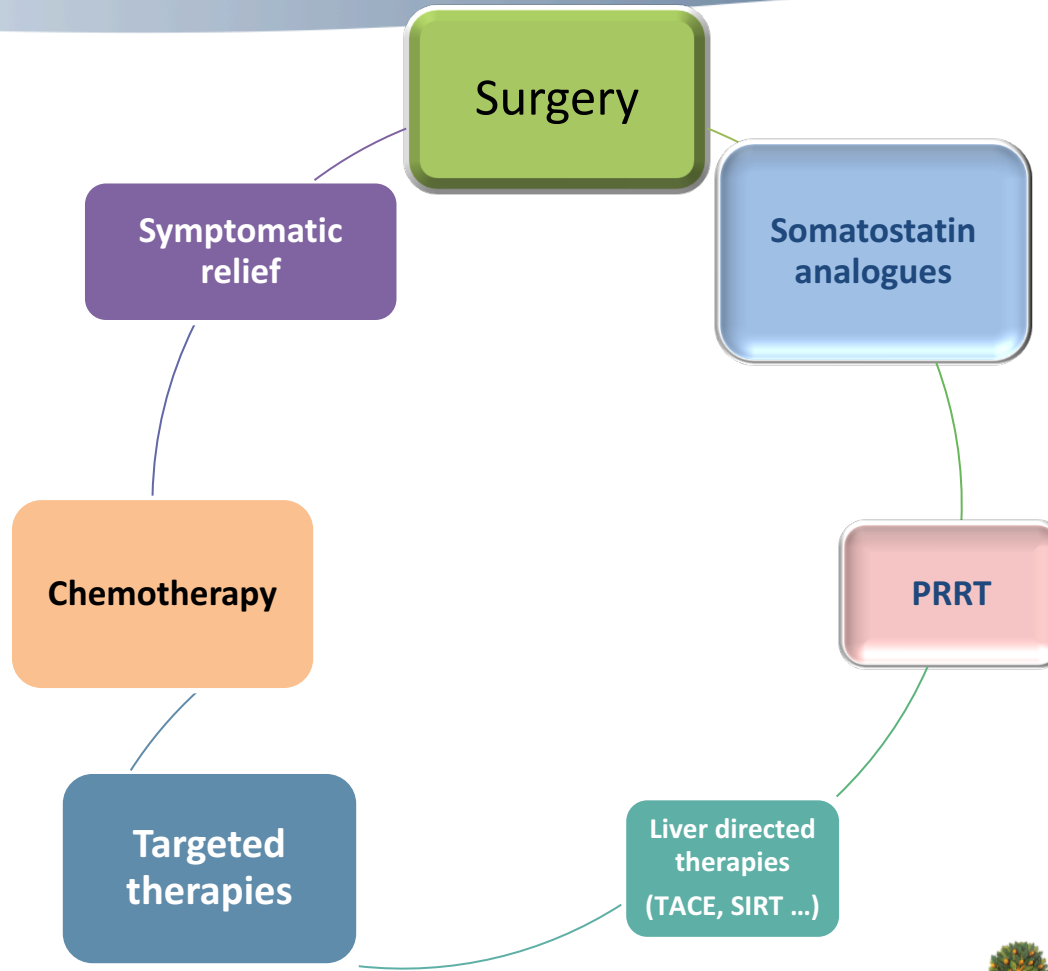 Surgery
Somatostatin
analogues
PRRT
Liver directed
therapies
(TACE, SIRT ...)
Targeted
therapies
Chemotherapy
Symptomatic
relief